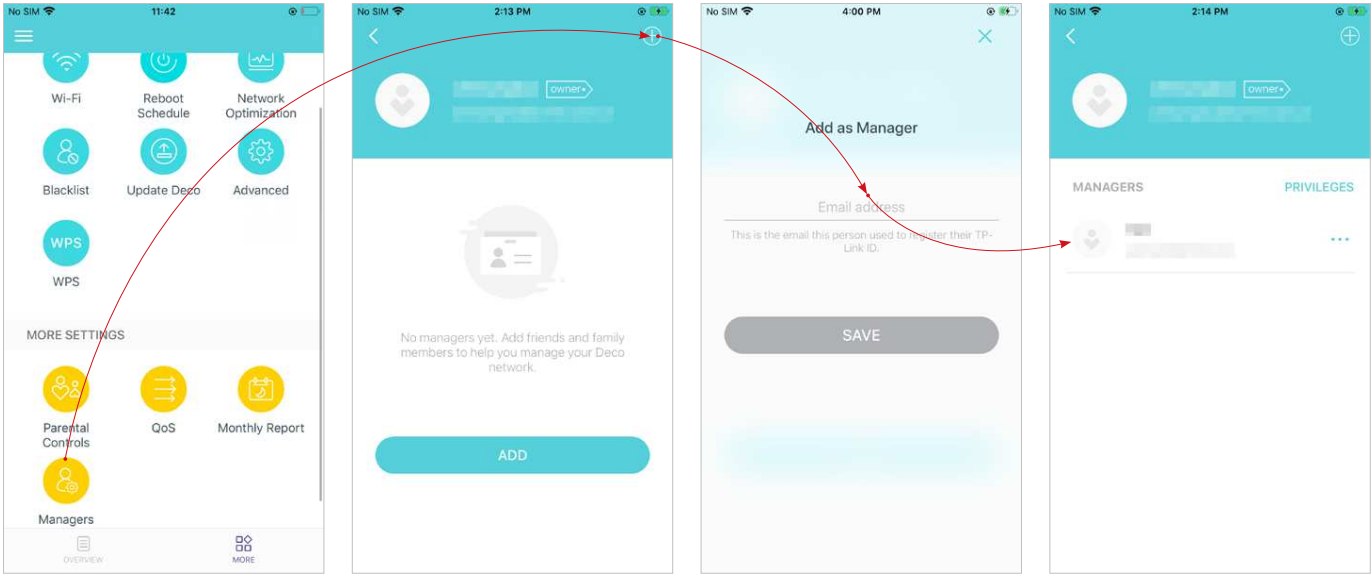 No SIM 11:42
Wi-Fi
Reboot
Schedule
Network
Optimization
Blacklist
Update Deco
Advanced
WPS
WPS
MORE SETTINGS
Parental
Controls
QoS
Monthly Report
Managers
OVERVIEW
MORE
No SIM 2:13 PM
owner
No managers yet. Add friends and family
members to help you manage your Deco
network.
ADD
No SIM 4:00 PM
Add as Manager
Email address
This is the email this person used to register their TP-
Link ID.
SAVE
No SIM 2:14 PM
owner
MANAGERS PRIVILEGES